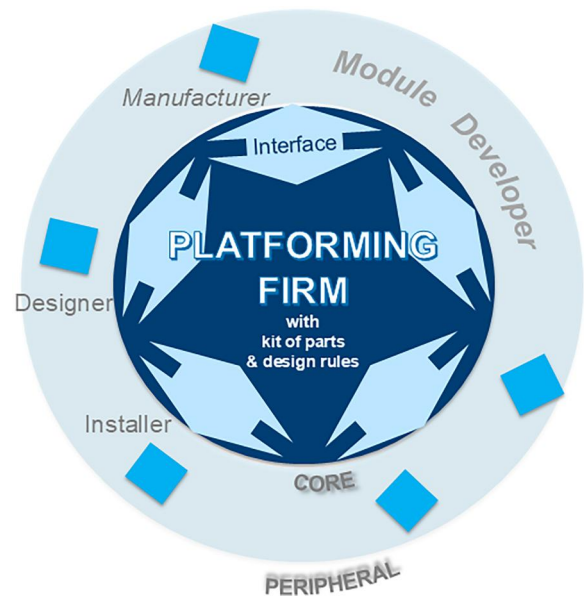 Module Developer
Manufacturer
Interface
PLATFORMING
FIRM
with
kit of parts
& design rules
Designer
Installer
CORE
PERIPHERAL